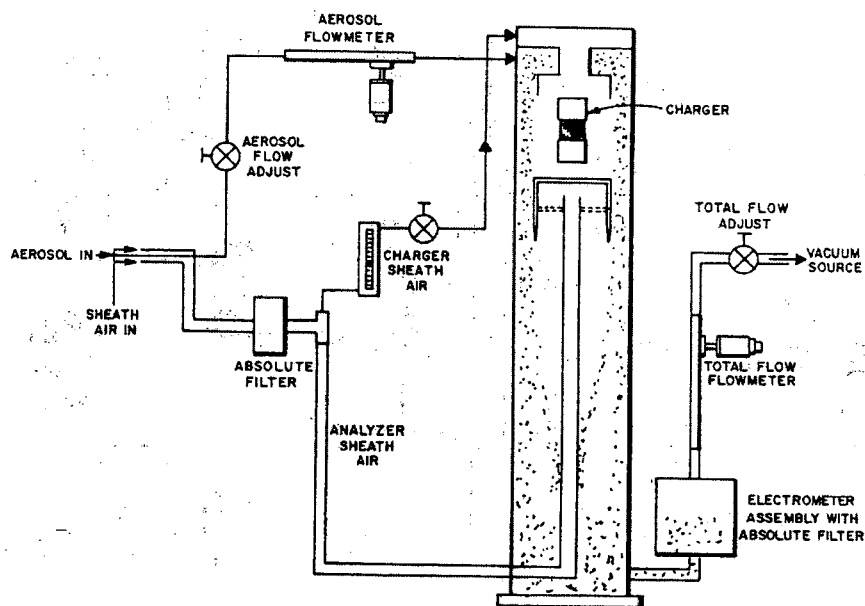 AEROSOL
FLOWMETER
CHARGER
AEROSOL
FLOW
ADJUST
TOTAL FLOW
ADJUST
VACUUM
SOURCE
AEROSOL IN
CHARGER
SHEATH
AIR
SHEATH
AIR IN
ABSOLUTE
FILTER
TOTAL FLOW
FLOWMETER
ANALYZER
SHEATH
AIR
ELECTROMETER
ASSEMBLY WITH
ABSOLUTE FILTER